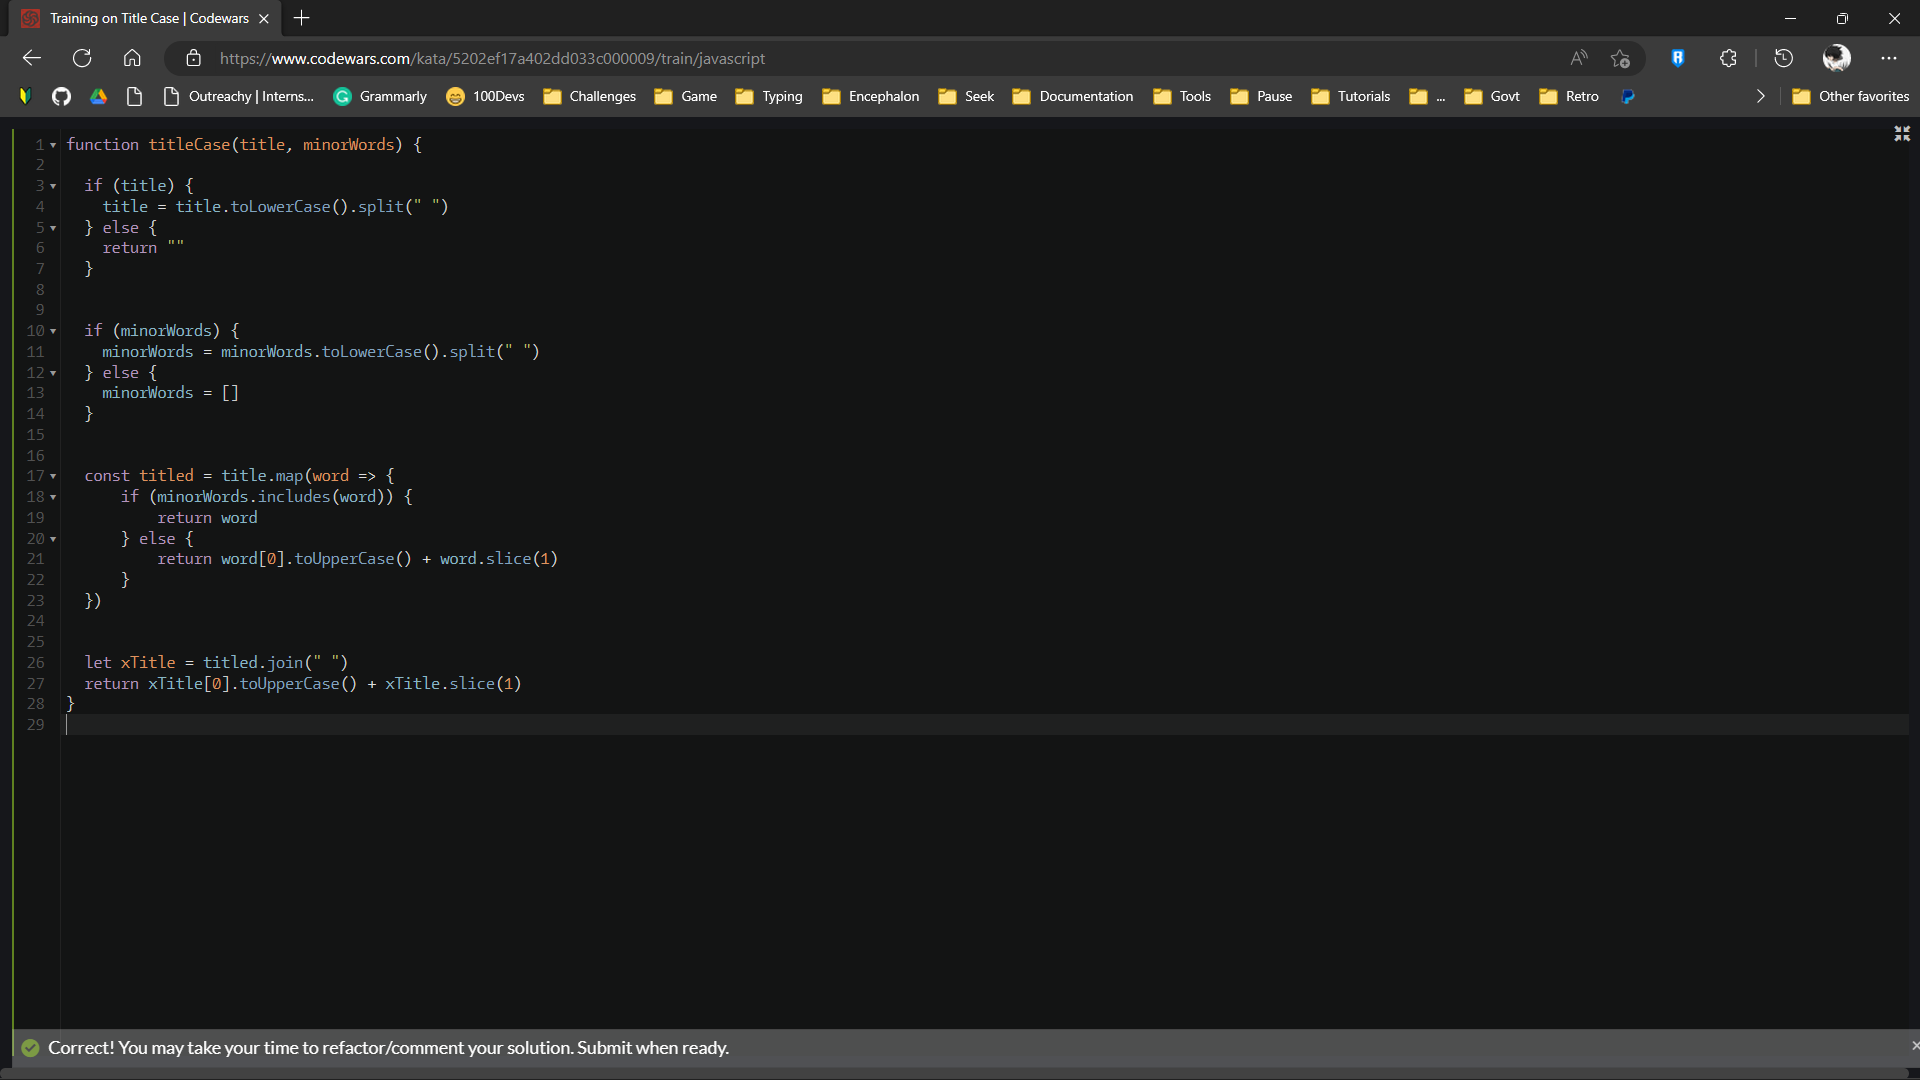 Training on Title Case | Codewars
https://www.codewars.com/kata/5202ef17a402dd033c000009/train/javascript
Outreachy | Interns... Grammarly 100Devs Challenges Game Typing Encephalon Seek Documentation Tools Pause Tutorials ... Govt Retro Other favorites
1 function titleCase(title, minorWords) {
2
3 if (title) {
4 title = title.toLowerCase().split(" ")
5 } else {
6 return ""
7 }
8
9
10 if (minorWords) {
11 minorWords = minorWords.toLowerCase().split(" ")
12 } else {
13 minorWords = []
14 }
15
16
17 const titled = title.map(word => {
18 if (minorWords.includes(word)) {
19 return word
20 } else {
21 return word[0].toUpperCase() + word.slice(1)
22 }
23 })
24
25
26 let xTitle = titled.join(" ")
27 return xTitle[0].toUpperCase() + xTitle.slice(1)
28 }
29
Correct! You may take your time to refactor/comment your solution. Submit when ready.